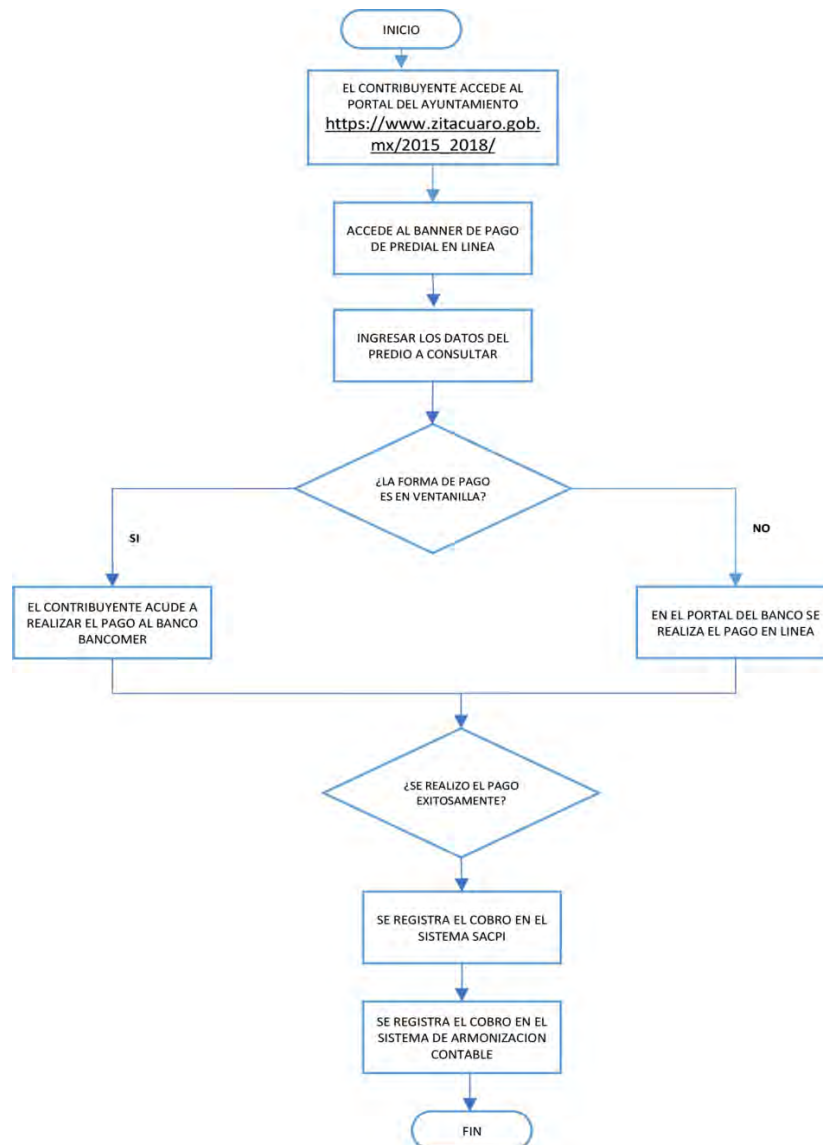 INICIO
EL CONTRIBUYENTE ACCEDE AL
PORTAL DEL AYUNTAMIENTO
https://www.zitacuaro.gob.
mx/2015_2018/
ACCEDE AL BANNER DE PAGO
DE PREDIAL EN LINEA
INGRESAR LOS DATOS DEL
PREDIO A CONSULTAR
¿LA FORMA DE PAGO
ES EN VENTANILLA?
SI
NO
EL CONTRIBUYENTE ACUDE A
REALIZAR EL PAGO AL BANCO
BANCOMER
EN EL PORTAL DEL BANCO SE
REALIZA EL PAGO EN LINEA
¿SE REALIZO EL PAGO
EXITOSAMENTE?
SE REGISTRA EL COBRO EN EL
SISTEMA SACPI
SE REGISTRA EL COBRO EN EL
SISTEMA DE ARMONIZACION
CONTABLE
FIN